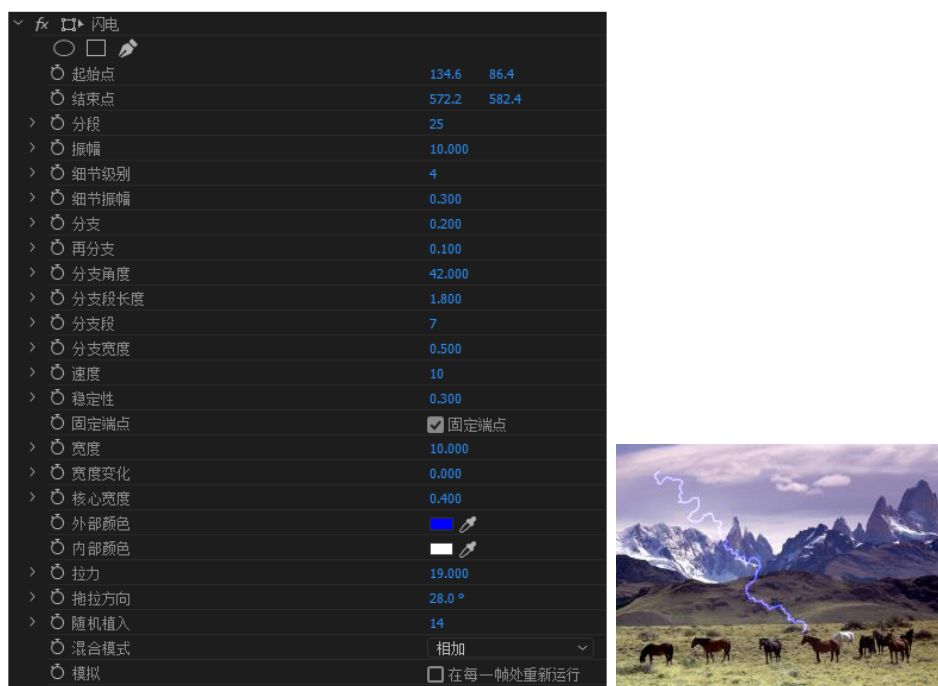 fx 闪电
起始点 134.6 86.4
结束点 572.2 582.4
分段 25
振幅 10.000
细节级别 4
细节振幅 0.300
分支 0.200
再分支 0.100
分支角度 42.000
分支段长度 1.800
分支段 7
分支宽度 0.500
速度 10
稳定性 0.300
固定端点 固定端点
宽度 10.000
宽度变化 0.000
核心宽度 0.400
外部颜色
内部颜色
拉力 19.000
拖拉方向 28.0 °
随机植入 14
混合模式 相加
模拟 在每一帧处重新运行